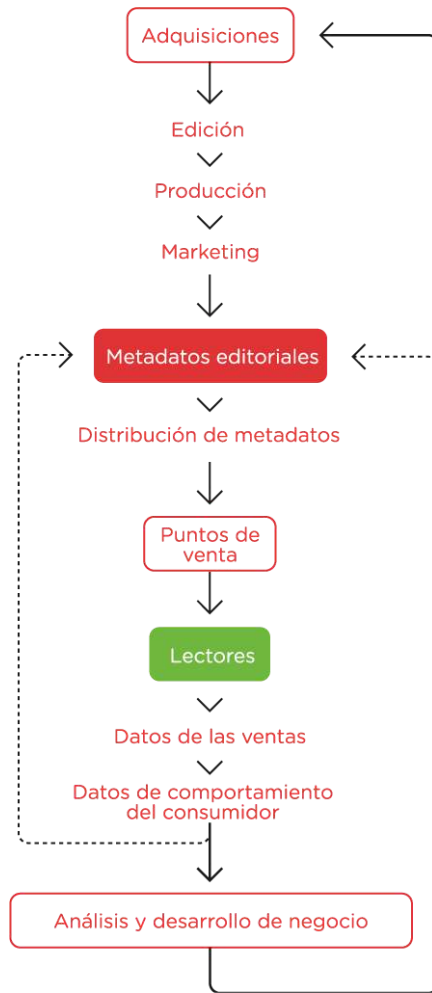 Adquisiciones
Edición
Producción
Marketing
Metadatos editoriales
Distribución de metadatos
Puntos de
venta
Lectores
Datos de las ventas
Datos de comportamiento
del consumidor
Análisis y desarrollo de negocio